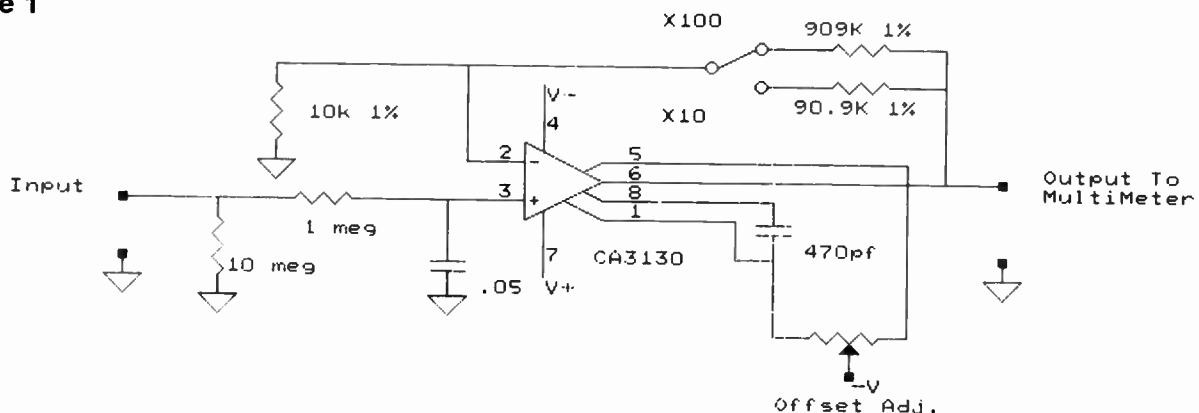 e 1
X100
909K 1%
10k 1%
V-
4
X10
90.9K 1%
2
-
5
6
Input
3
+
8
1
Output To
MultiMeter
1 meg
10 meg
7
CA3130
470pf
.05
V+
-V
Offset Adj.